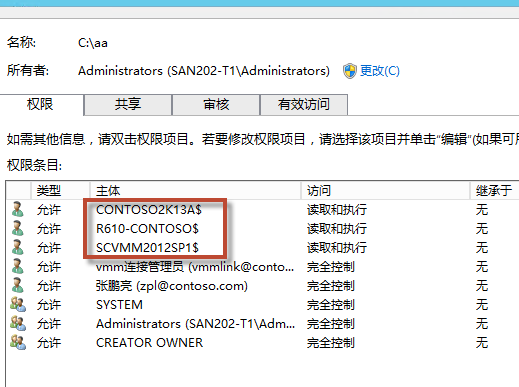 名称: C:\aa
所有者: Administrators (SAN202-T1\Administrators) 更改(C)
权限 共享 审核 有效访问
如需其他信息，请双击权限项目。若要修改权限项目，请选择该项目并单击"编辑"(如果可用
权限条目:
类型 主体 访问 继承于
允许 CONTOSO2K13A$ 读取和执行 无
允许 R610-CONTOSO$ 读取和执行 无
允许 SCVMM2012SP1$ 读取和执行 无
允许 vmm连接管理员 (vmmlink@conto... 完全控制 无
允许 张鹏亮 (zpl@contoso.com) 完全控制 无
允许 SYSTEM 完全控制 无
允许 Administrators (SAN202-T1\Adm... 完全控制 无
允许 CREATOR OWNER 完全控制 无